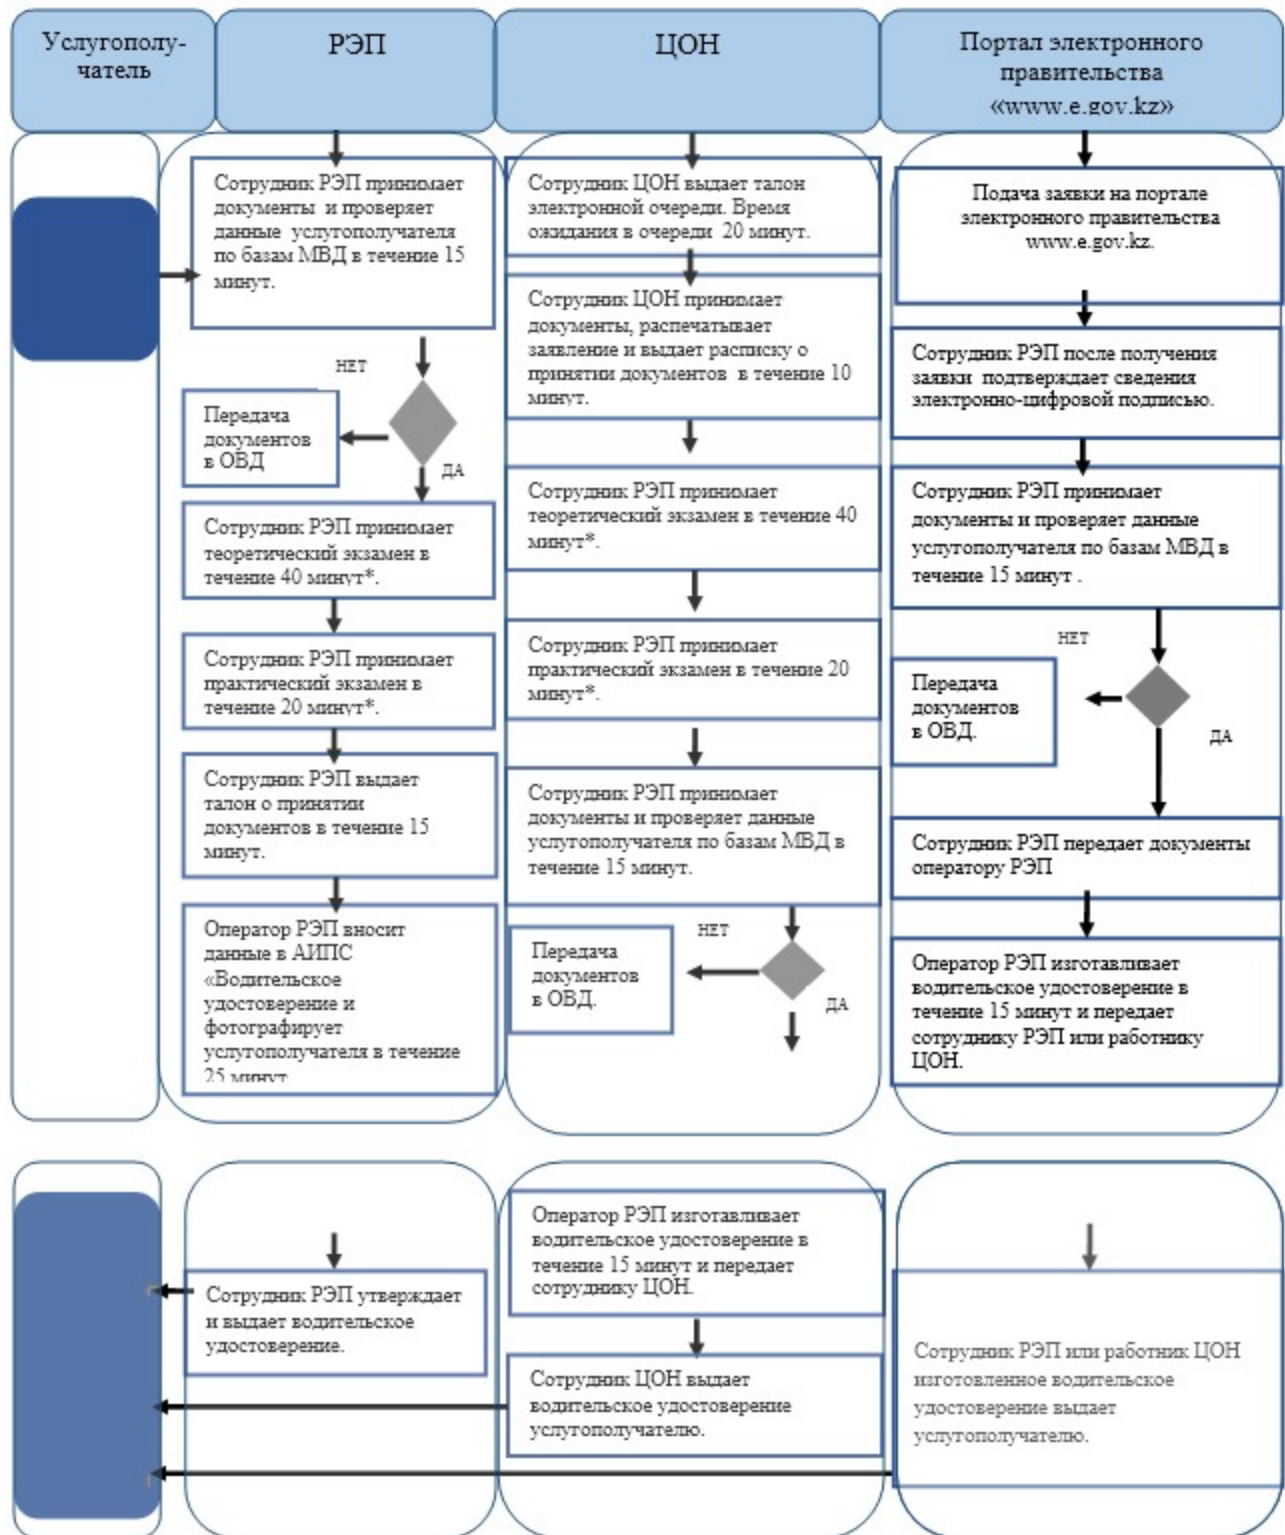 Услугополу-
чатель
РЭП
ЦОН
Портал электронного
правительства
«www.e.gov.kz»
Сотрудник РЭП принимает
документы и проверяет
данные услугополучателя
по базам МВД в течение 15
минут.
НЕТ
Передача
документов
в ОВД
ДА
Сотрудник РЭП принимает
теоретический экзамен в
течение 40 минут*.
Сотрудник РЭП принимает
практический экзамен в
течение 20 минут*.
Сотрудник РЭП выдает
талон о принятии
документов в течение 15
минут.
Оператор РЭП вносит
данные в АИПС
«Водительское
удостоверение и
фотографирует
услугополучателя в течение
25 минут
Сотрудник ЦОН выдает талон
электронной очереди. Время
ожидания в очереди 20 минут.
Сотрудник ЦОН принимает
документы, распечатывает
заявление и выдает расписку о
принятии документов в течение 10
минут.
Сотрудник РЭП принимает
теоретический экзамен в течение 40
минут*.
Сотрудник РЭП принимает
практический экзамен в течение 20
минут*.
Сотрудник РЭП принимает
документы и проверяет данные
услугополучателя по базам МВД в
течение 15 минут.
НЕТ
Передача
документов
в ОВД.
ДА
Подача заявки на портале
электронного правительства
www.e.gov.kz.
Сотрудник РЭП после получения
заявки подтверждает сведения
электронно-цифровой подписью.
Сотрудник РЭП принимает
документы и проверяет данные
услугополучателя по базам МВД в
течение 15 минут .
НЕТ
Передача
документов
в ОВД.
ДА
Сотрудник РЭП передает документы
оператору РЭП
Оператор РЭП изготавливает
водительское удостоверение в
течение 15 минут и передает
сотруднику РЭП или работнику
ЦОН.
Сотрудник РЭП утверждает
и выдает водительское
удостоверение.
Оператор РЭП изготавливает
водительское удостоверение в
течение 15 минут и передает
сотруднику ЦОН.
Сотрудник ЦОН выдает
водительское удостоверение
услугополучателю.
Сотрудник РЭП или работник ЦОН
изготовленное водительское
удостоверение выдает
услугополучателю.